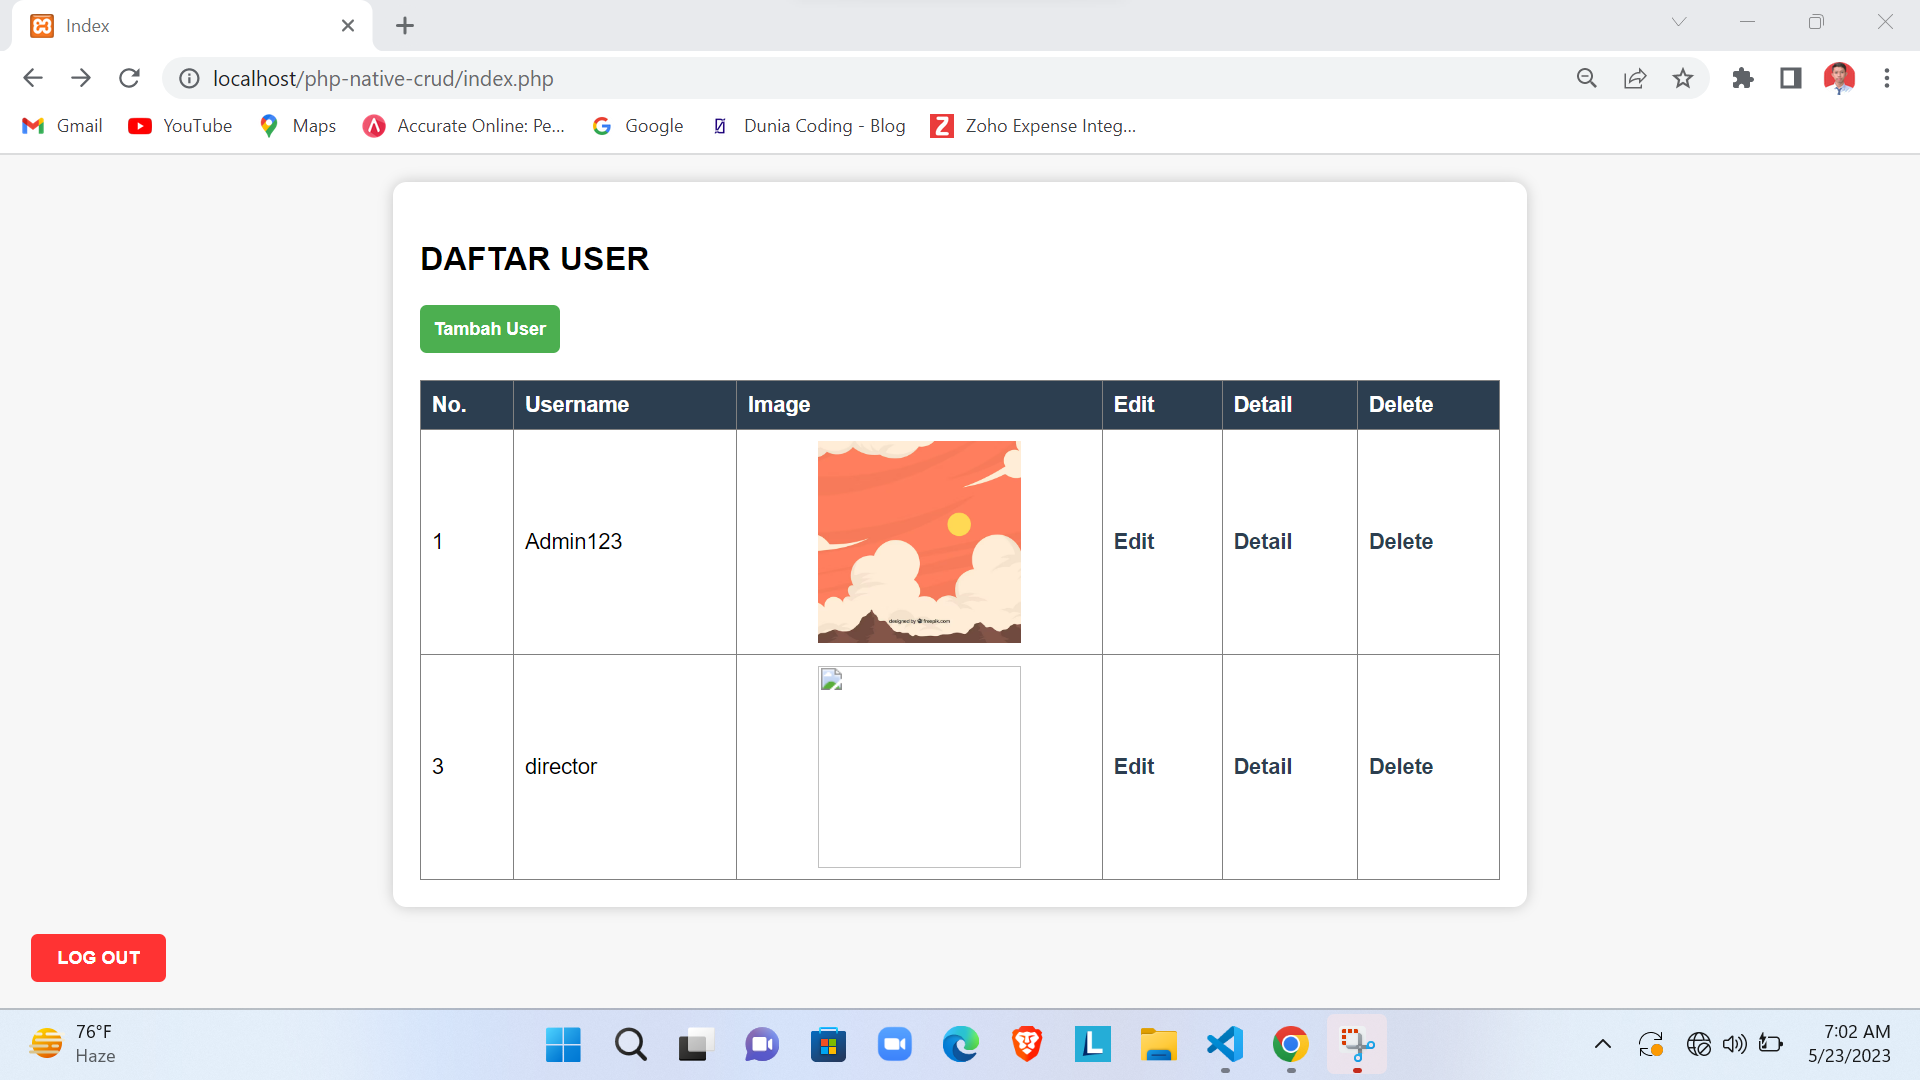 Index
localhost/php-native-crud/index.php
Gmail YouTube Maps Accurate Online: Pe... Google Dunia Coding - Blog Zoho Expense Integ...
DAFTAR USER
Tambah User
No. Username Image Edit Detail Delete
1 Admin123 Edit Detail Delete
designed by freepik.com
3 director Edit Detail Delete
LOG OUT
76°F
Haze
7:02 AM
5/23/2023